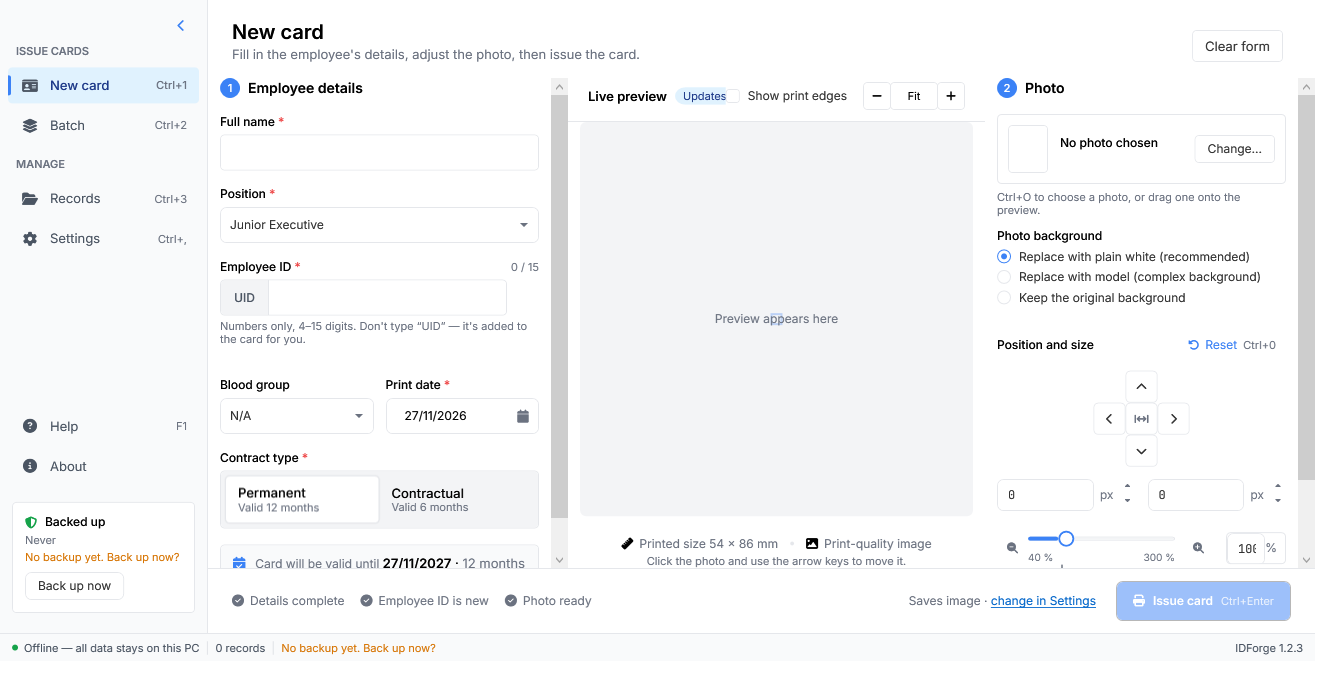 New card
Fill in the employee's details, adjust the photo, then issue the card.
Clear form
ISSUE CARDS
New card Ctrl+1
Batch Ctrl+2
MANAGE
Records Ctrl+3
Settings Ctrl+,
Help F1
About
Backed up
Never
No backup yet. Back up now?
Back up now
1 Employee details
Full name *
Position *
Junior Executive
Employee ID * 0 / 15
UID
Numbers only, 4–15 digits. Don't type “UID” — it's added to
the card for you.
Blood group Print date *
N/A 27/11/2026
Contract type *
Permanent Contractual
Valid 12 months Valid 6 months
Card will be valid until 27/11/2027 · 12 months
Live preview Updates Show print edges − Fit +
Preview appears here
Printed size 54 × 86 mm • Print-quality image
Click the photo and use the arrow keys to move it.
2 Photo
No photo chosen Change...
Ctrl+O to choose a photo, or drag one onto the
preview.
Photo background
Replace with plain white (recommended)
Replace with model (complex background)
Keep the original background
Position and size Reset Ctrl+0
0 px 0 px
40 % 300 % 100 %
Details complete Employee ID is new Photo ready
Saves image · change in Settings Issue card Ctrl+Enter
Offline — all data stays on this PC 0 records No backup yet. Back up now? IDForge 1.2.3